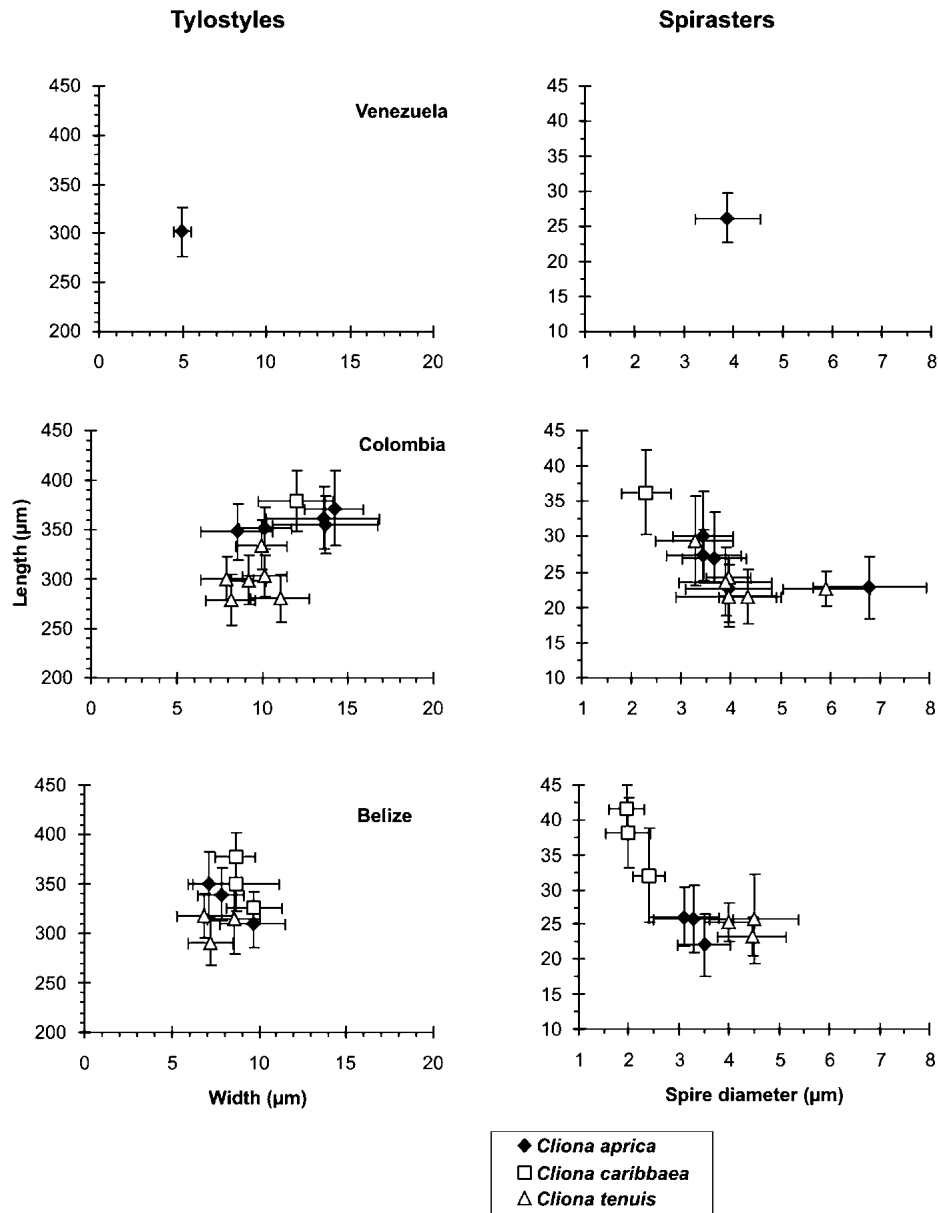 Tylostyles
Spirasters
Venezuela
450
400
350
300
250
200
0 5 10 15 20
45
40
35
30
25
20
15
10
1 2 3 4 5 6 7 8
Colombia
Length (µm)
450
400
350
300
250
200
0 5 10 15 20
45
40
35
30
25
20
15
10
1 2 3 4 5 6 7 8
Belize
450
400
350
300
250
200
0 5 10 15 20
Width (µm)
45
40
35
30
25
20
15
10
1 2 3 4 5 6 7 8
Spire diameter (µm)
Cliona aprica
Cliona caribbaea
Cliona tenuis